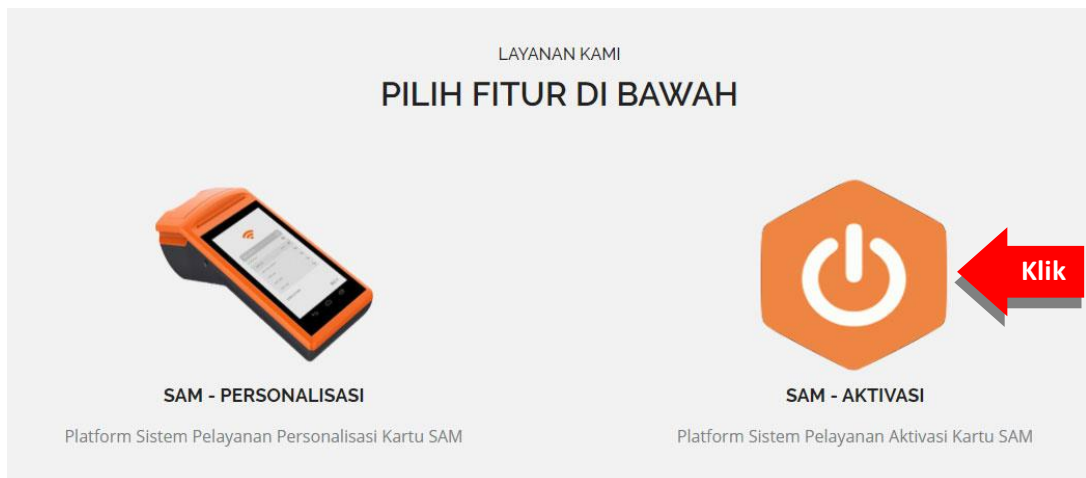 LAYANAN KAMI
PILIH FITUR DI BAWAH
Klik
SAM - PERSONALISASI
SAM - AKTIVASI
Platform Sistem Pelayanan Personalisasi Kartu SAM
Platform Sistem Pelayanan Aktivasi Kartu SAM